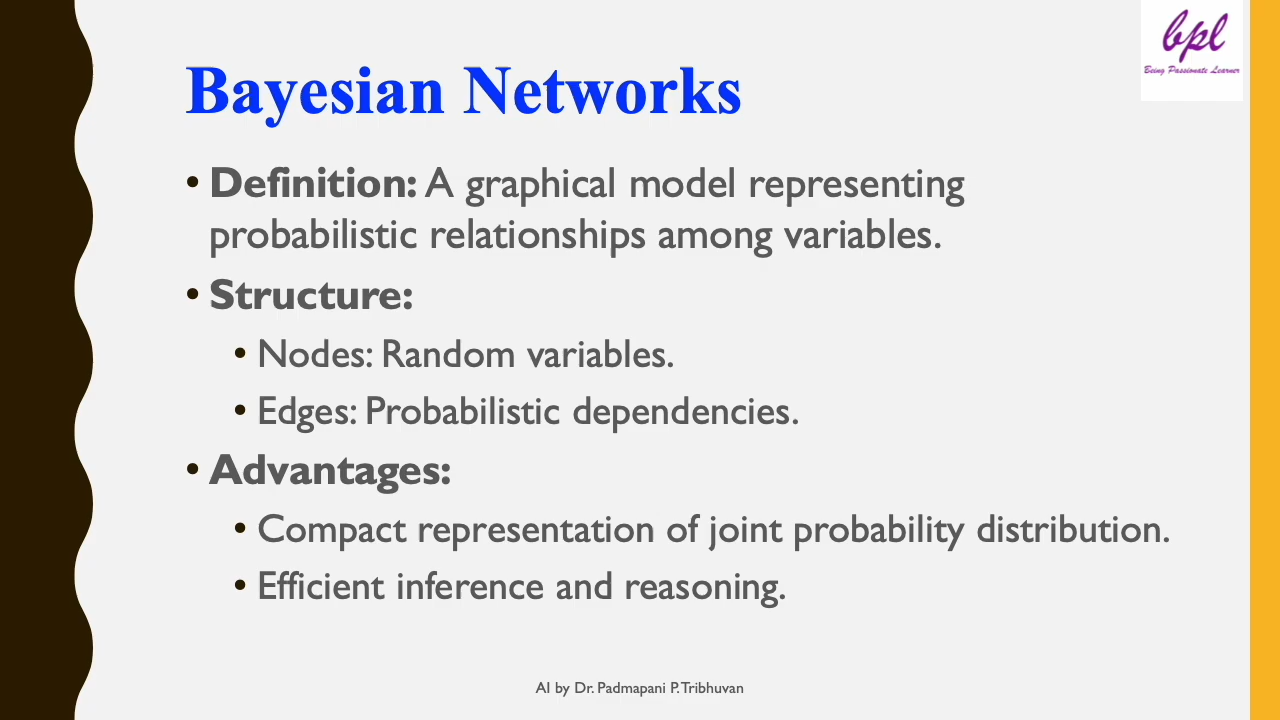 bpl
Being Passionate Learner
Bayesian Networks
• Definition: A graphical model representing
probabilistic relationships among variables.
• Structure:
• Nodes: Random variables.
• Edges: Probabilistic dependencies.
• Advantages:
• Compact representation of joint probability distribution.
• Efficient inference and reasoning.
AI by Dr. Padmapani P. Tribhuvan